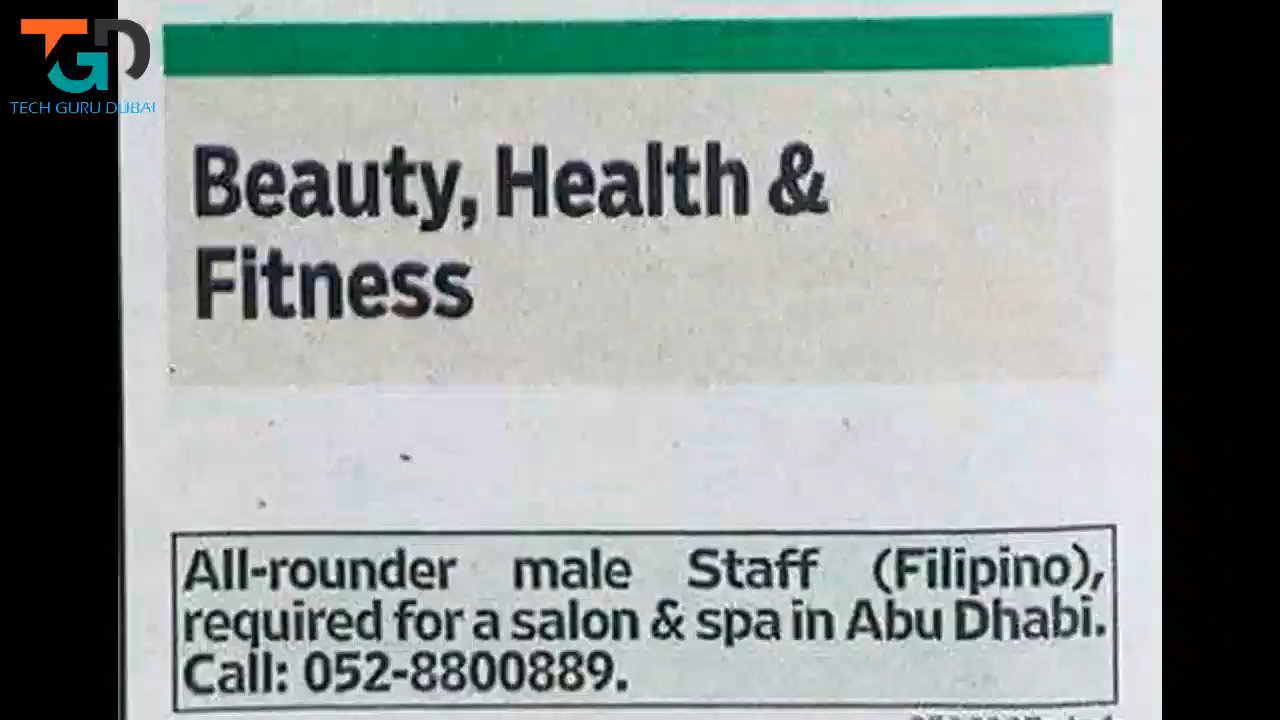 TGD
TECH GURU DUBAI
Beauty, Health &
Fitness
All-rounder male Staff (Filipino),
required for a salon & spa in Abu Dhabi.
Call: 052-8800889.